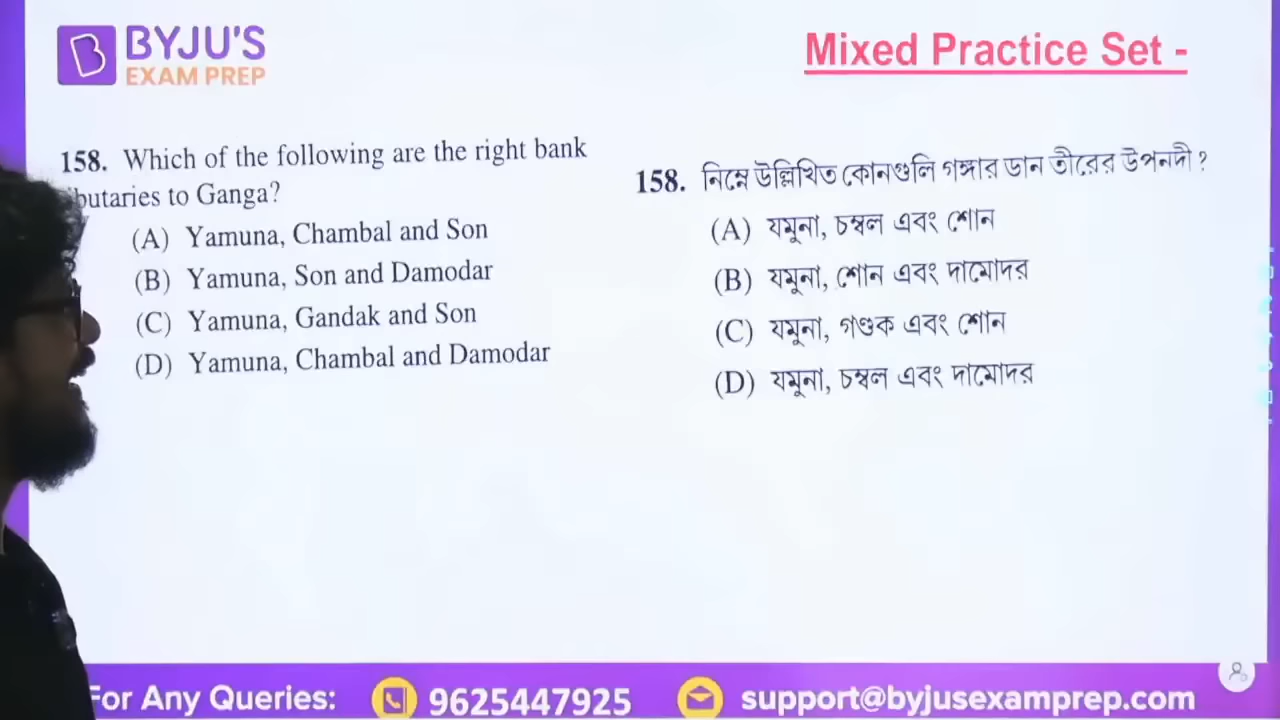 BYJU'S
EXAM PREP
Mixed Practice Set -
158. Which of the following are the right bank
butaries to Ganga?
(A) Yamuna, Chambal and Son
(B) Yamuna, Son and Damodar
(C) Yamuna, Gandak and Son
(D) Yamuna, Chambal and Damodar
158. নিম্নে উল্লিখিত কোনগুলি গঙ্গার ডান তীরের উপনদী ?
(A) যমুনা, চম্বল এবং শোন
(B) যমুনা, শোন এবং দামোদর
(C) যমুনা, গণ্ডক এবং শোন
(D) যমুনা, চম্বল এবং দামোদর
For Any Queries: 9625447925 support@byjusexamprep.com